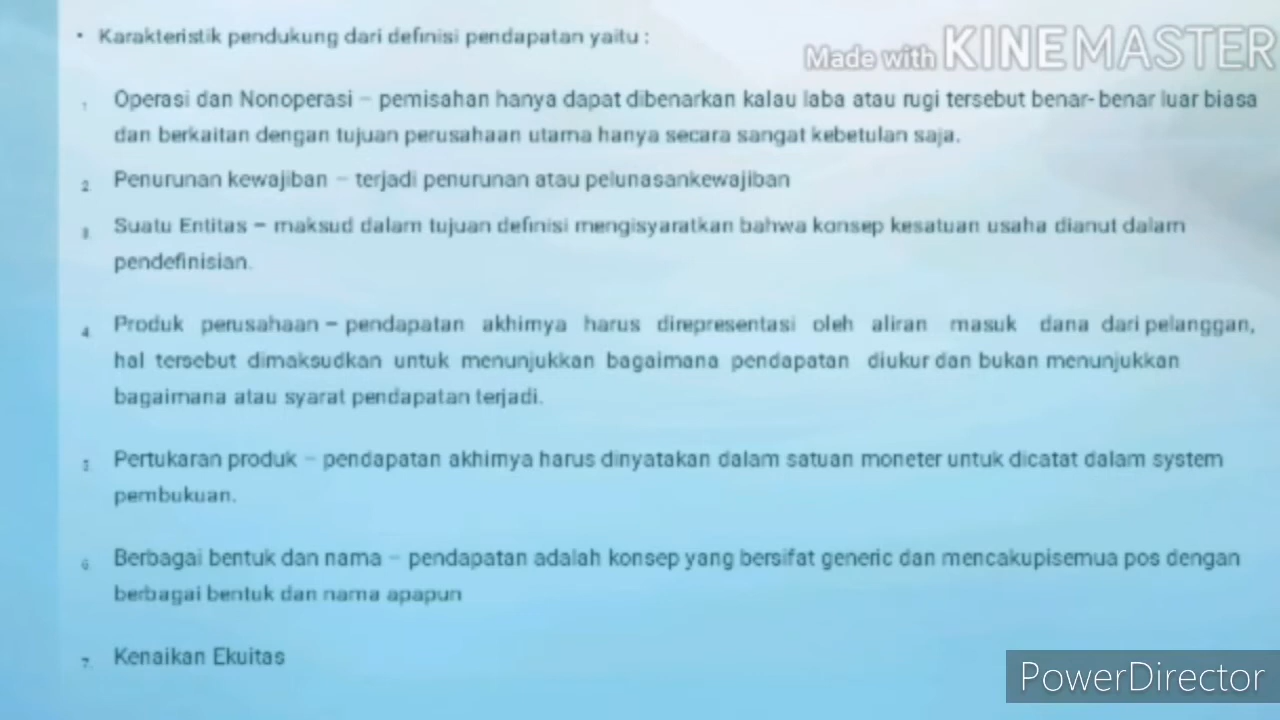 • Karakteristik pendukung dari definisi pendapatan yaitu :
Made with KINEMASTER
1. Operasi dan Nonoperasi – pemisahan hanya dapat dibenarkan kalau laba atau rugi tersebut benar- benar luar biasa
dan berkaitan dengan tujuan perusahaan utama hanya secara sangat kebetulan saja.
2. Penurunan kewajiban – terjadi penurunan atau pelunasankewajiban
3. Suatu Entitas – maksud dalam tujuan definisi mengisyaratkan bahwa konsep kesatuan usaha dianut dalam
pendefinisian.
4. Produk perusahaan – pendapatan akhirnya harus direpresentasi oleh aliran masuk dana dari pelanggan,
hal tersebut dimaksudkan untuk menunjukkan bagaimana pendapatan diukur dan bukan menunjukkan
bagaimana atau syarat pendapatan terjadi.
5. Pertukaran produk – pendapatan akhirnya harus dinyatakan dalam satuan moneter untuk dicatat dalam system
pembukuan.
6. Berbagai bentuk dan nama – pendapatan adalah konsep yang bersifat generic dan mencakupisemua pos dengan
berbagai bentuk dan nama apapun
7. Kenaikan Ekuitas
PowerDirector